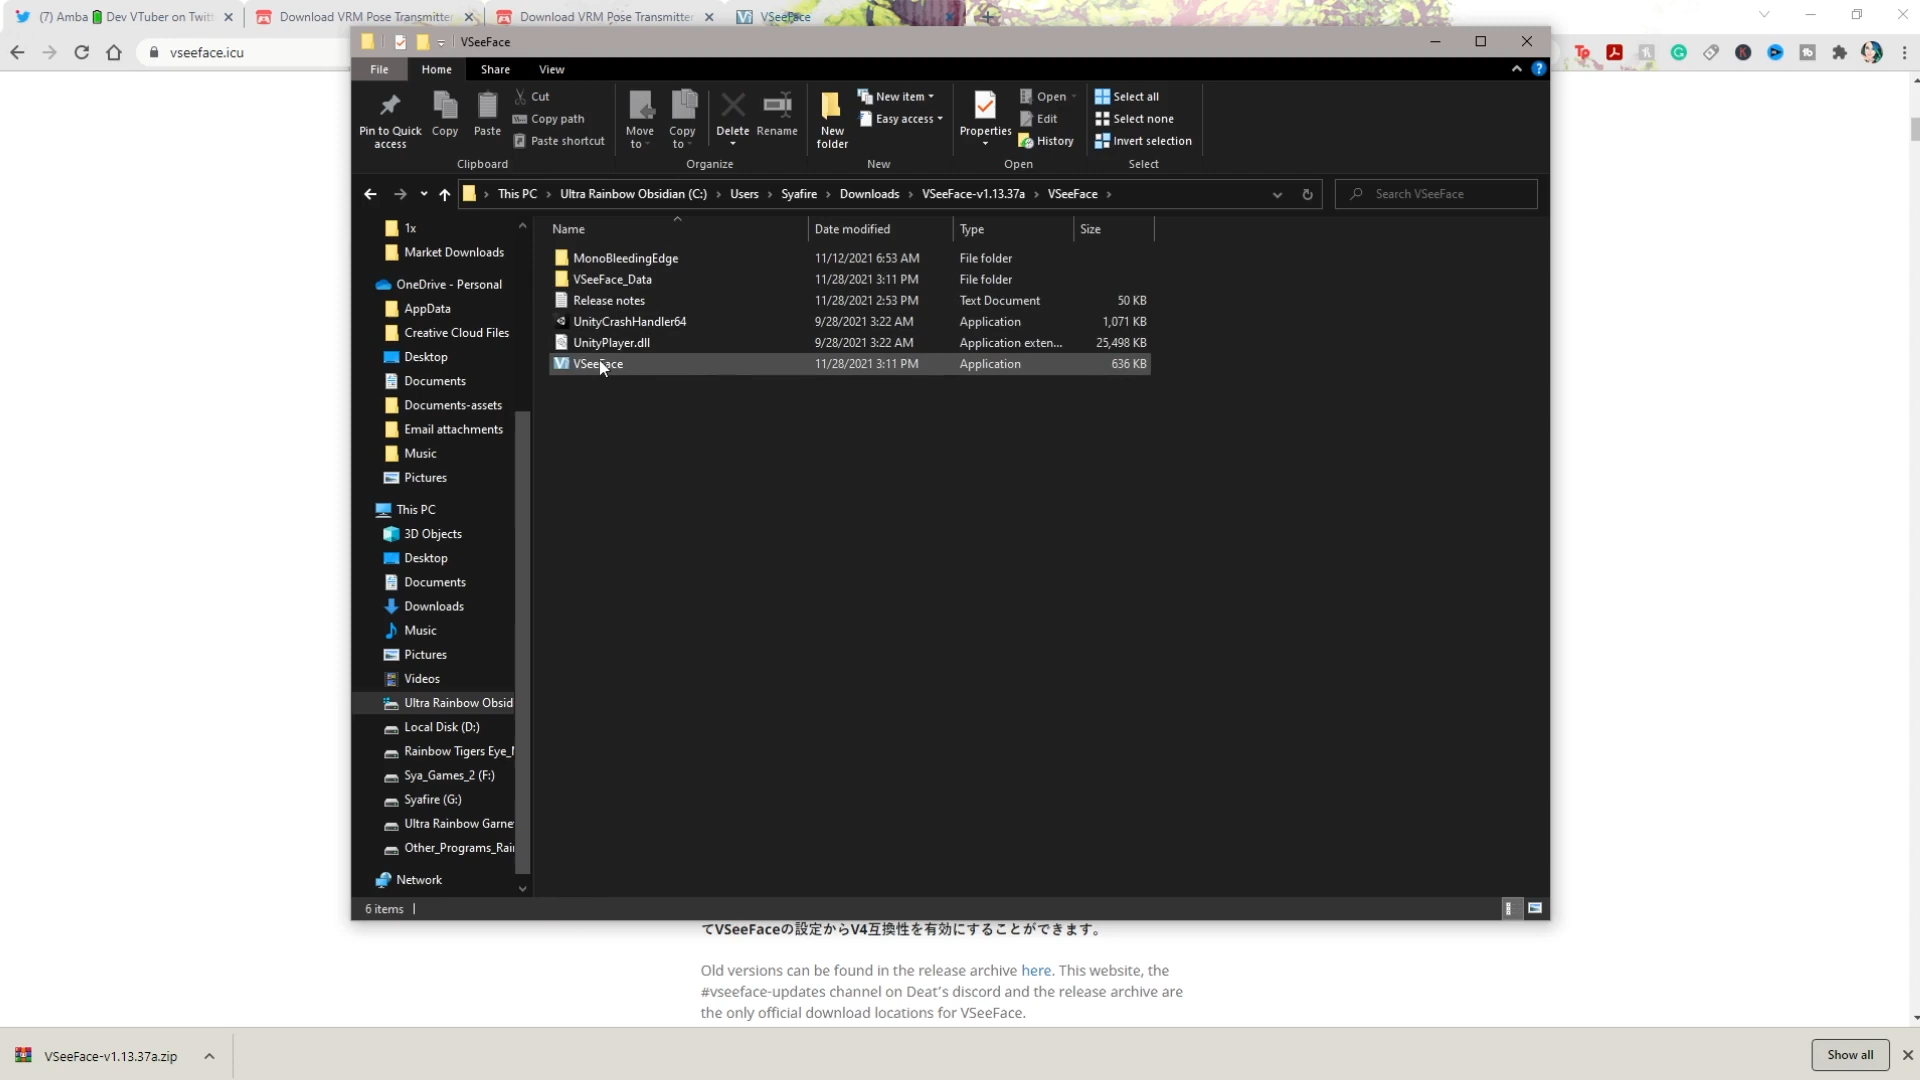 (7) Amba Dev VTuber on Twitt
Download VRM Pose Transmitter
Download VRM Pose Transmitter
VSeeFace
vseeface.icu
VSeeFace
File Home Share View
Pin to Quick access
Copy
Paste
Cut
Copy path
Paste shortcut
Clipboard
Move to
Copy to
Delete
Rename
Organize
New folder
New item
Easy access
New
Properties
Open
Edit
History
Open
Select all
Select none
Invert selection
Select
This PC > Ultra Rainbow Obsidian (C:) > Users > Syafire > Downloads > VSeeFace-v1.13.37a > VSeeFace >
Search VSeeFace
1x
Market Downloads
OneDrive - Personal
AppData
Creative Cloud Files
Desktop
Documents
Documents-assets
Email attachments
Music
Pictures
This PC
3D Objects
Desktop
Documents
Downloads
Music
Pictures
Videos
Ultra Rainbow Obsid
Local Disk (D:)
Rainbow Tigers Eye_
Sya_Games_2 (F:)
Syafire (G:)
Ultra Rainbow Garne
Other_Programs_Rai
Network
Name Date modified Type Size
MonoBleedingEdge 11/12/2021 6:53 AM File folder
VSeeFace_Data 11/28/2021 3:11 PM File folder
Release notes 11/28/2021 2:53 PM Text Document 50 KB
UnityCrashHandler64 9/28/2021 3:22 AM Application 1,071 KB
UnityPlayer.dll 9/28/2021 3:22 AM Application exten... 25,498 KB
VSeeFace 11/28/2021 3:11 PM Application 636 KB
6 items
てVSeeFaceの設定からV4互換性を有効にすることができます。
Old versions can be found in the release archive here. This website, the
#vseeface-updates channel on Deat's discord and the release archive are
the only official download locations for VSeeFace.
VSeeFace-v1.13.37a.zip
Show all